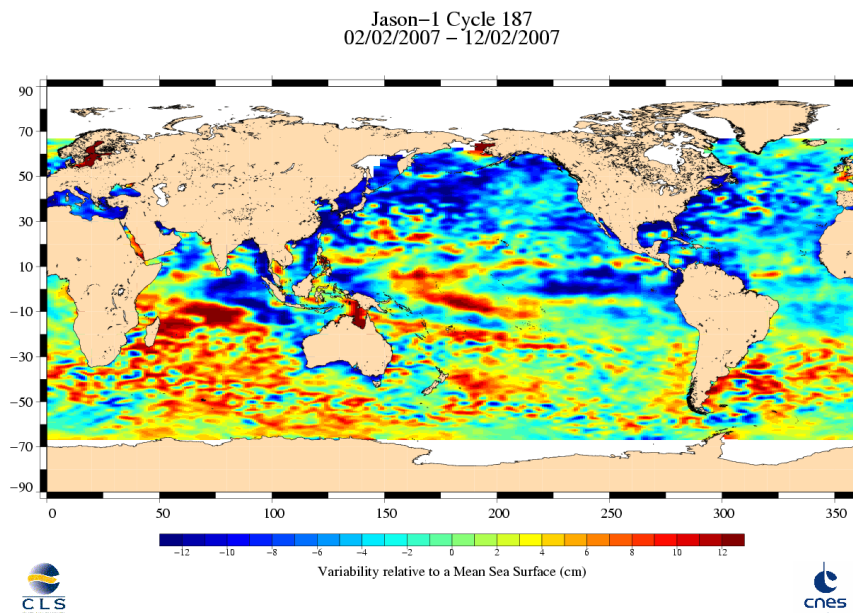 Jason-1 Cycle 187
02/02/2007 - 12/02/2007
90
70
50
30
10
-10
-30
-50
-70
-90
0 50 100 150 200 250 300 350
-12 -10 -8 -6 -4 -2 0 2 4 6 8 10 12
Variability relative to a Mean Sea Surface (cm)
CLS
cnes